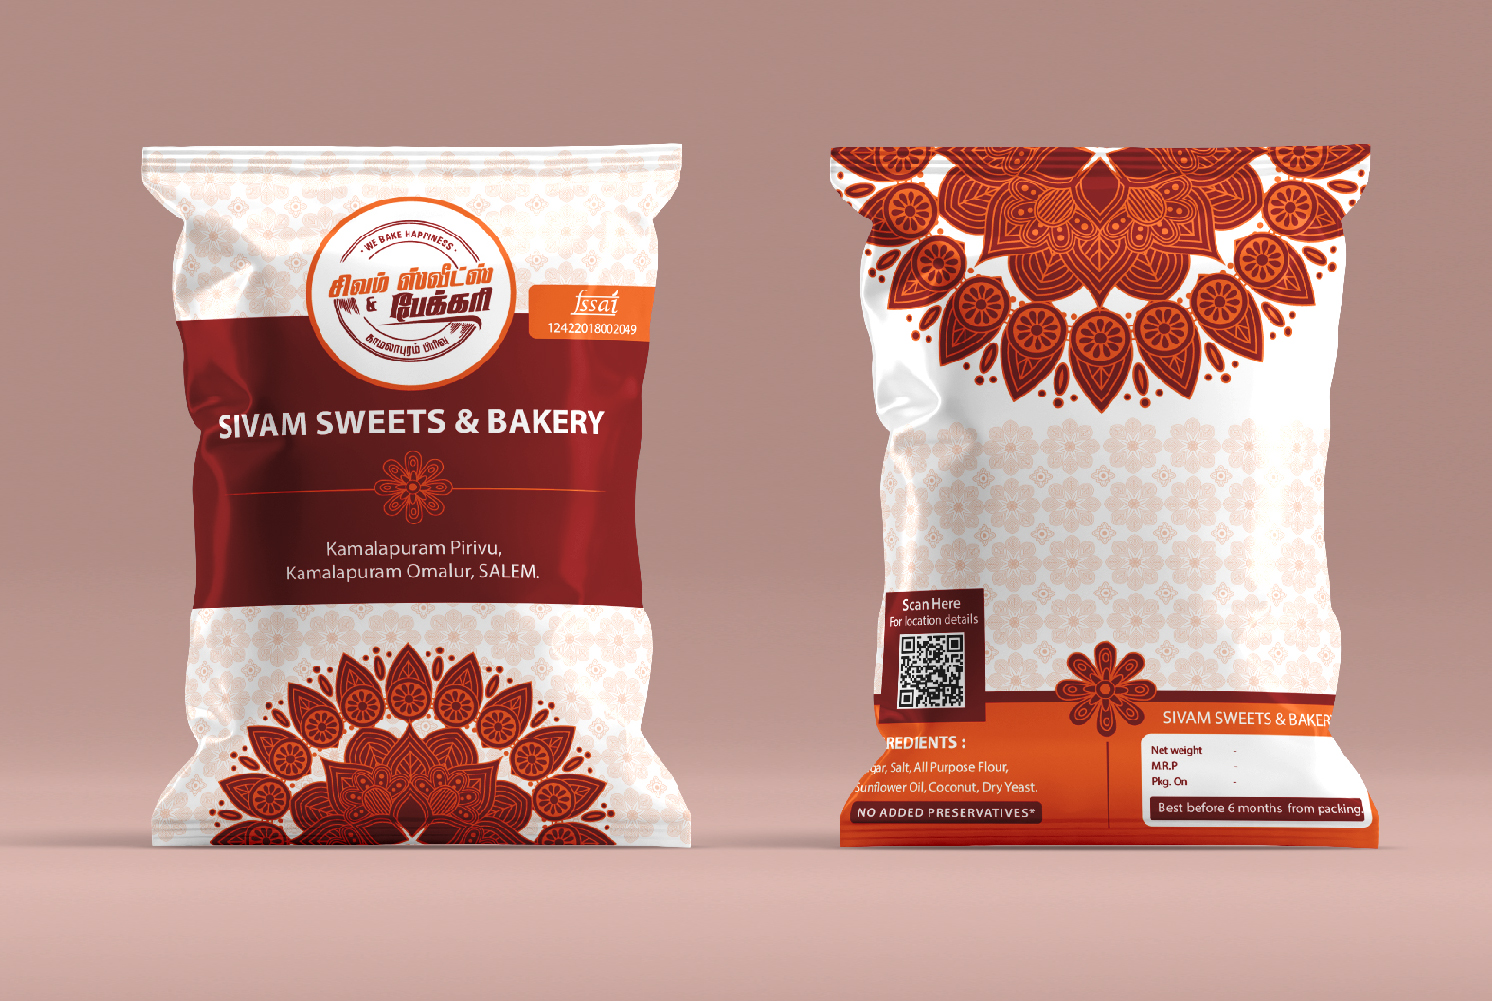 WE BAKE HAPPINESS
சிவம் ஸ்வீட்ஸ்
& பேக்கரி
காமலாபுரம் பிரிவு
fssai
12422018002049
SIVAM SWEETS & BAKERY
Kamalapuram Pirivu,
Kamalapuram Omalur, SALEM.
Scan Here
For location details
SIVAM SWEETS & BAKER
REDIENTS :
Salt, All Purpose Flour,
Sunflower Oil, Coconut, Dry Yeast.
NO ADDED PRESERVATIVES*
Net weight -
M.R.P -
Pkg. On -
Best before 6 months from packing.